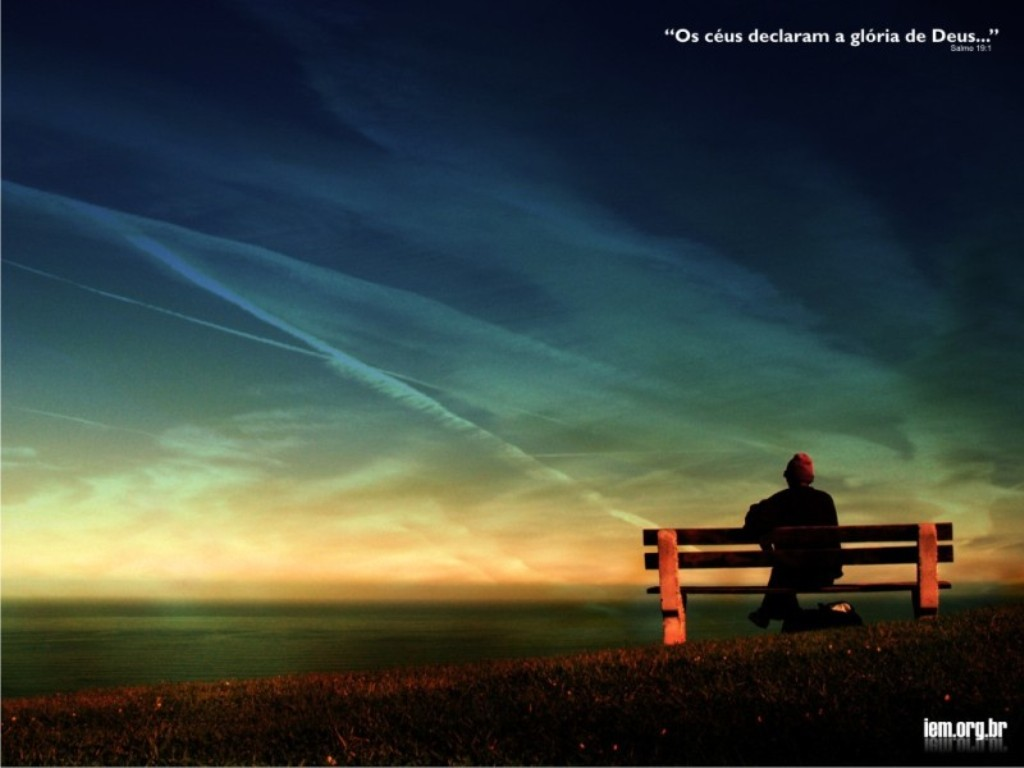 “Os céus declaram a glória de Deus...”
Salmo 19:1
iem.org.br